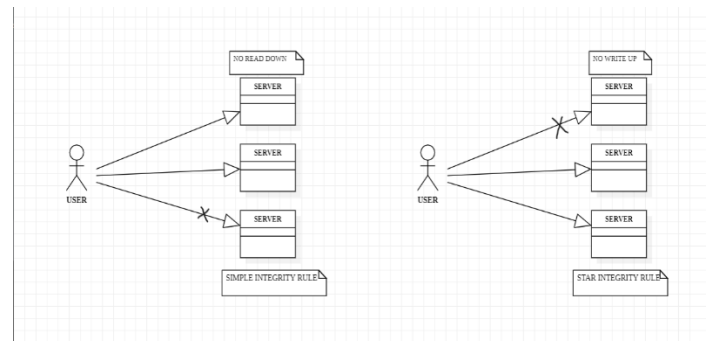 NO READ DOWN
SERVER
SERVER
USER
SERVER
SIMPLE INTEGRITY RULE
NO WRITE UP
SERVER
SERVER
USER
SERVER
STAR INTEGRITY RULE